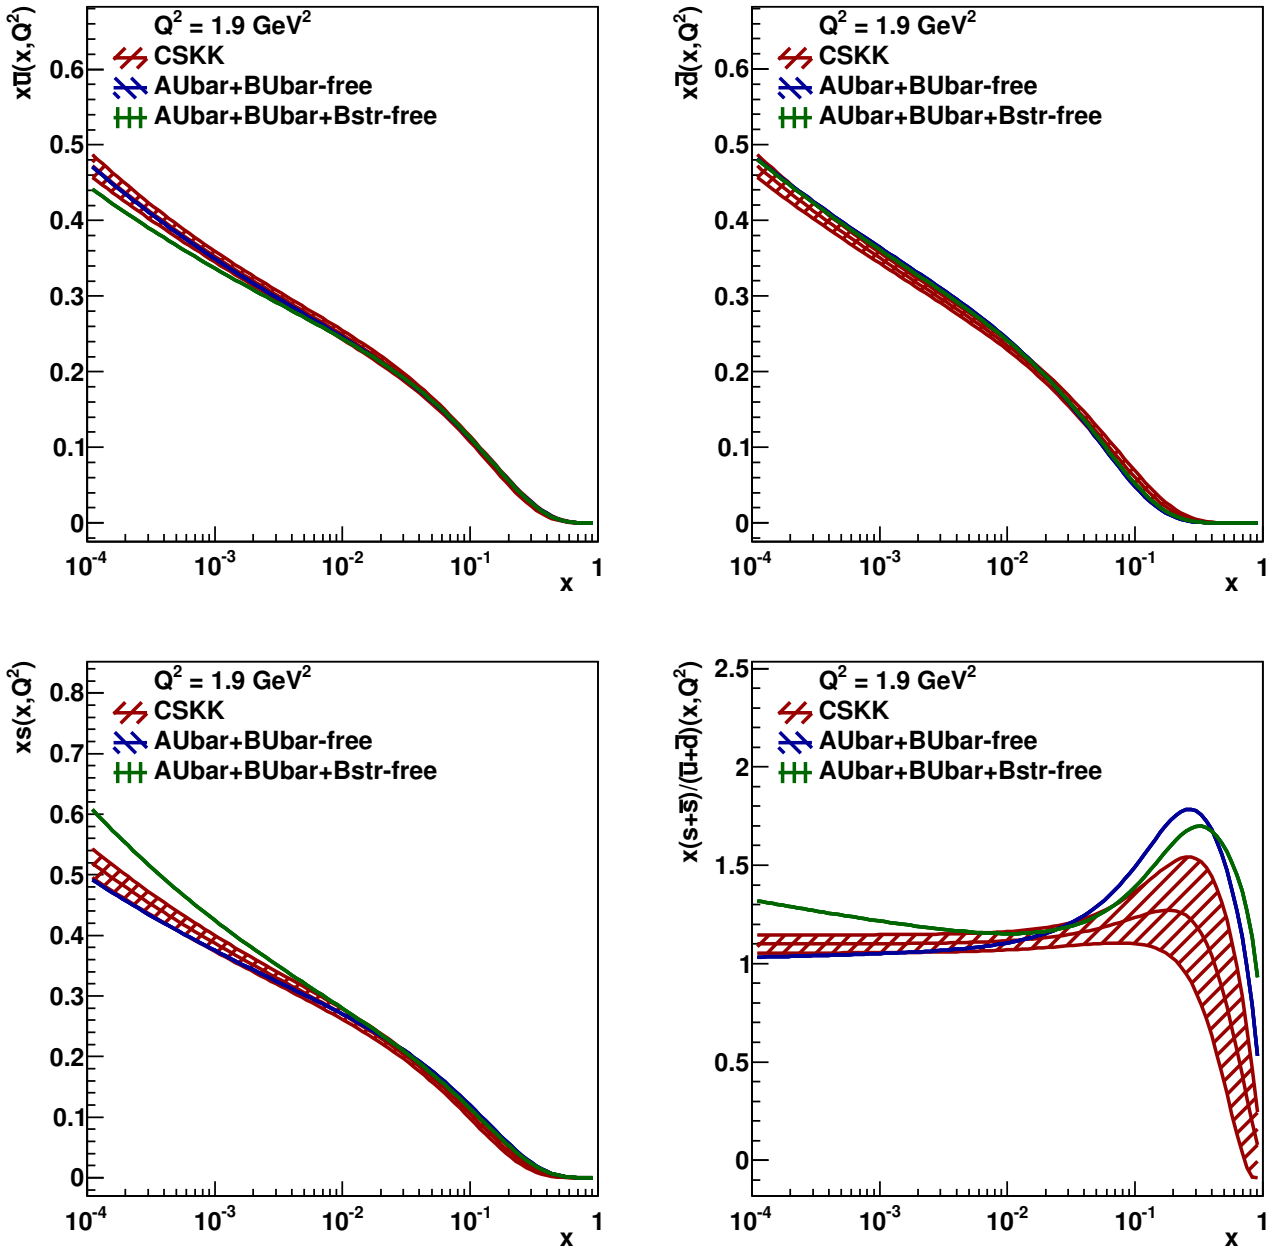 xū(x,Q²)
Q² = 1.9 GeV²
CSKK
AUbar+BUbar-free
AUbar+BUbar+Bstr-free
0.6
0.5
0.4
0.3
0.2
0.1
0
10⁻⁴ 10⁻³ 10⁻² 10⁻¹ 1
x
xd̅(x,Q²)
Q² = 1.9 GeV²
CSKK
AUbar+BUbar-free
AUbar+BUbar+Bstr-free
0.6
0.5
0.4
0.3
0.2
0.1
0
10⁻⁴ 10⁻³ 10⁻² 10⁻¹ 1
x
xs(x,Q²)
Q² = 1.9 GeV²
CSKK
AUbar+BUbar-free
AUbar+BUbar+Bstr-free
0.8
0.7
0.6
0.5
0.4
0.3
0.2
0.1
0
10⁻⁴ 10⁻³ 10⁻² 10⁻¹ 1
x
x(s+s̅)/(u̅+d̅)(x,Q²)
Q² = 1.9 GeV²
CSKK
AUbar+BUbar-free
AUbar+BUbar+Bstr-free
2.5
2
1.5
1
0.5
0
10⁻⁴ 10⁻³ 10⁻² 10⁻¹ 1
x